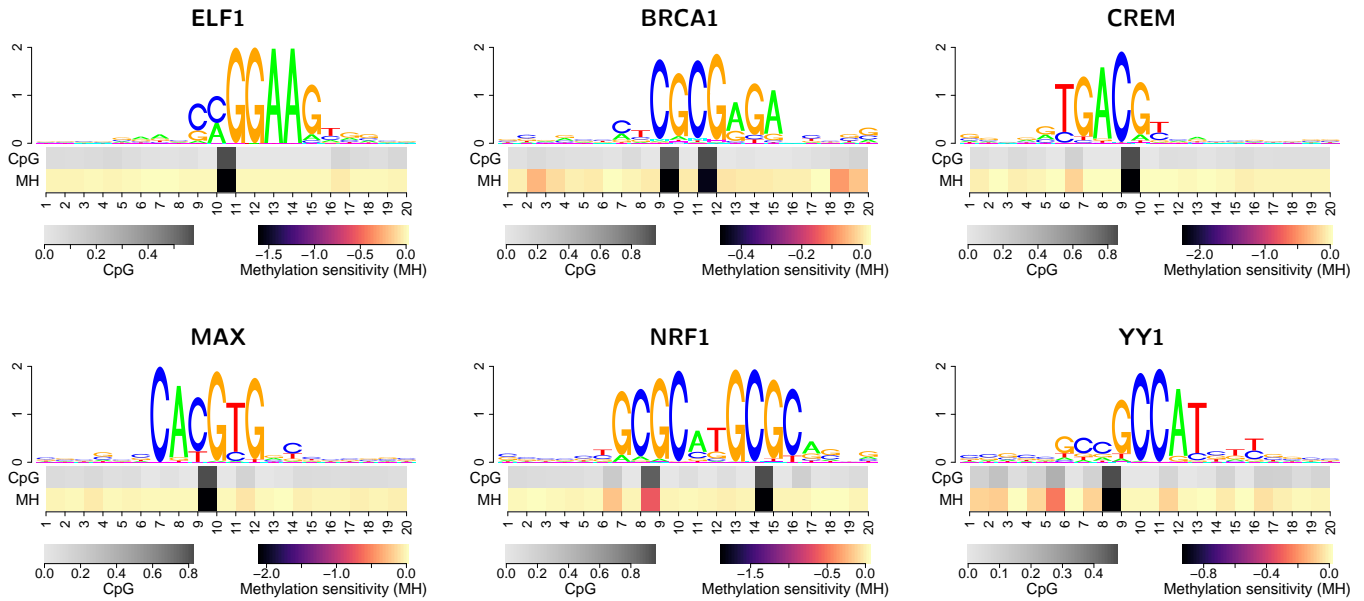 ELF1
BRCA1
CREM
0 1 2
0 1 2
0 1 2
CpG
CpG
CpG
MH
MH
MH
1 2 3 4 5 6 7 8 9 10 11 12 13 14 15 16 17 18 19 20
1 2 3 4 5 6 7 8 9 10 11 12 13 14 15 16 17 18 19 20
1 2 3 4 5 6 7 8 9 10 11 12 13 14 15 16 17 18 19 20
0.0 0.2 0.4
−1.5 −1.0 −0.5 0.0
0.0 0.2 0.4 0.6 0.8
−0.4 −0.2 0.0
0.0 0.2 0.4 0.6 0.8
−2.0 −1.0 0.0
CpG
Methylation sensitivity (MH)
CpG
Methylation sensitivity (MH)
CpG
Methylation sensitivity (MH)
MAX
NRF1
YY1
0 1 2
0 1 2
0 1 2
CpG
CpG
CpG
MH
MH
MH
1 2 3 4 5 6 7 8 9 10 11 12 13 14 15 16 17 18 19 20
1 2 3 4 5 6 7 8 9 10 11 12 13 14 15 16 17 18 19 20
1 2 3 4 5 6 7 8 9 10 11 12 13 14 15 16 17 18 19 20
0.0 0.2 0.4 0.6 0.8
−2.0 −1.0 0.0
0.0 0.2 0.4 0.6 0.8
−1.5 −0.5 0.0
0.0 0.1 0.2 0.3 0.4
−0.8 −0.4 0.0
CpG
Methylation sensitivity (MH)
CpG
Methylation sensitivity (MH)
CpG
Methylation sensitivity (MH)